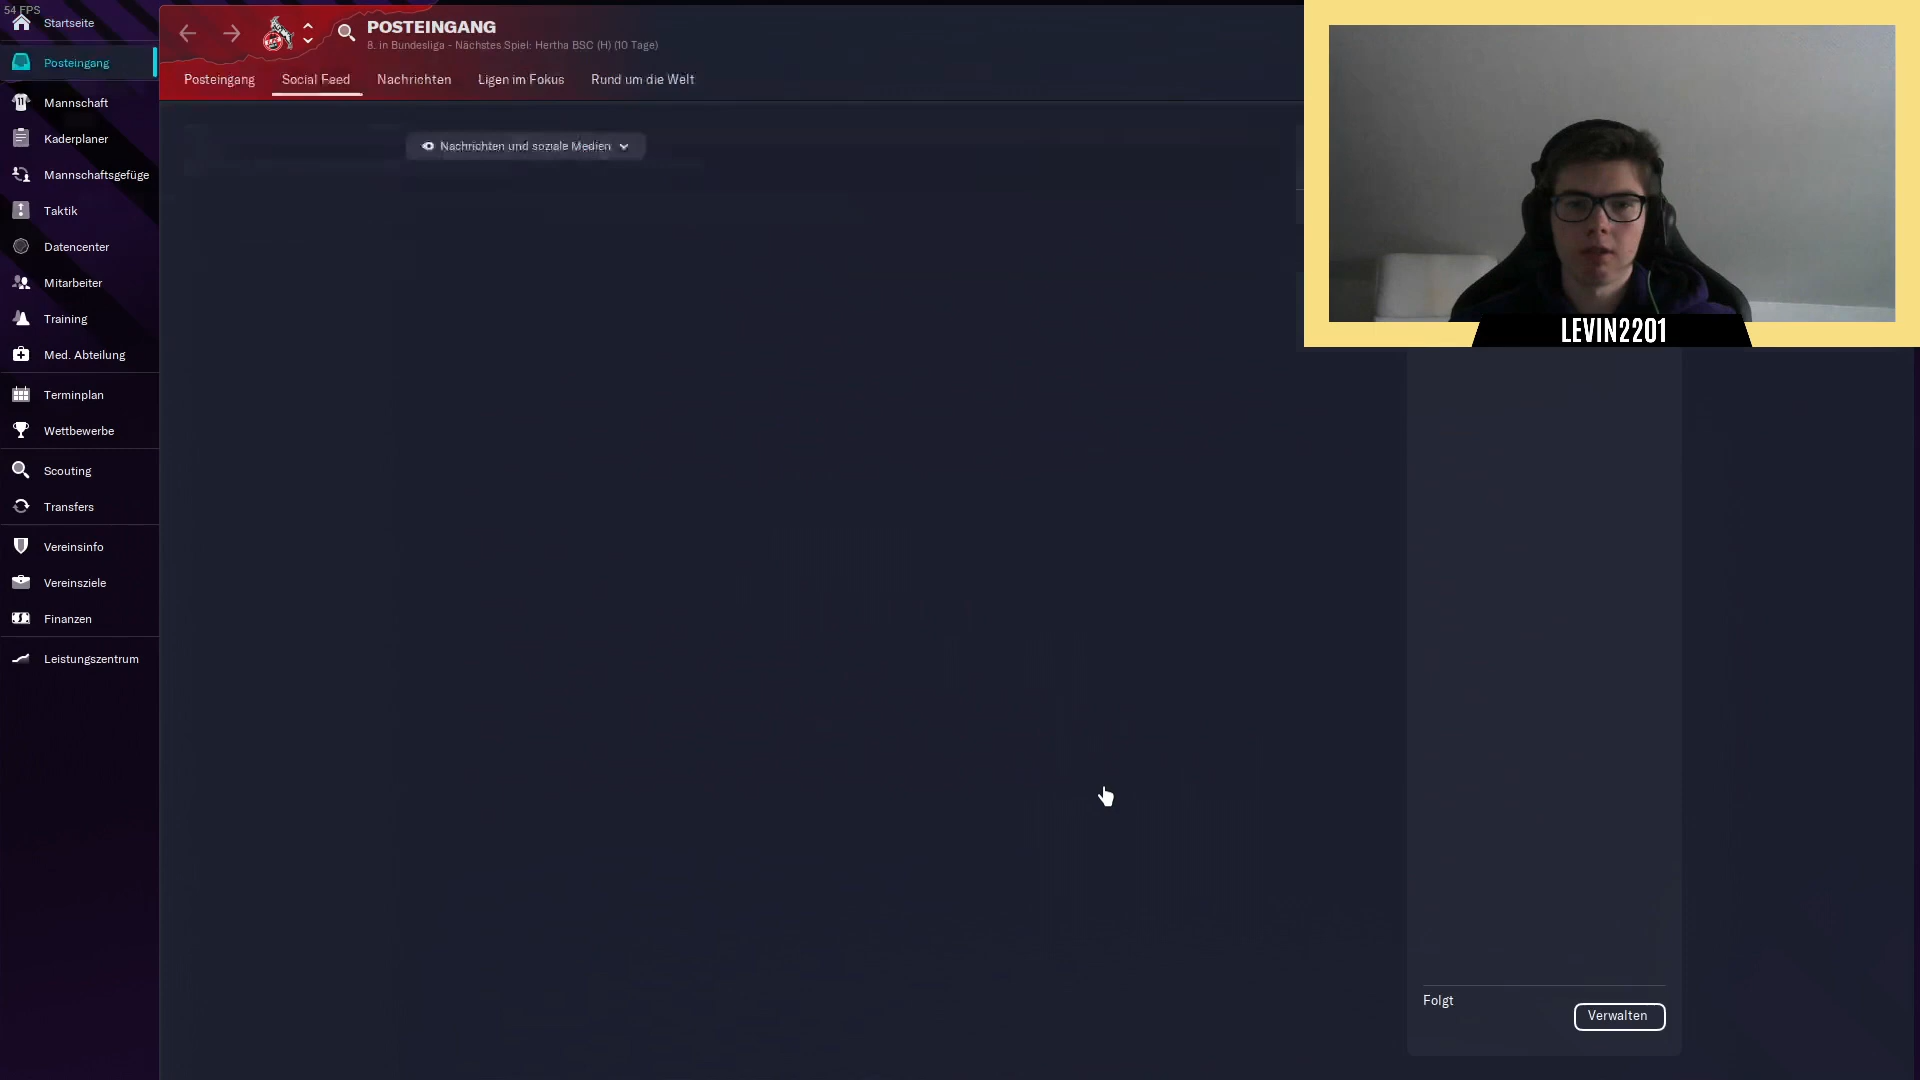 54 FPS
Startseite
Posteingang
Mannschaft
Kaderplaner
Mannschaftsgefüge
Taktik
Datencenter
Mitarbeiter
Training
Med. Abteilung
Terminplan
Wettbewerbe
Scouting
Transfers
Vereinsinfo
Vereinsziele
Finanzen
Leistungszentrum
POSTEINGANG
8. in Bundesliga - Nächstes Spiel: Hertha BSC (H) (10 Tage)
Posteingang Social Feed Nachrichten Ligen im Fokus Rund um die Welt
Nachrichten und soziale Medien
LEVIN2201
Folgt
Verwalten